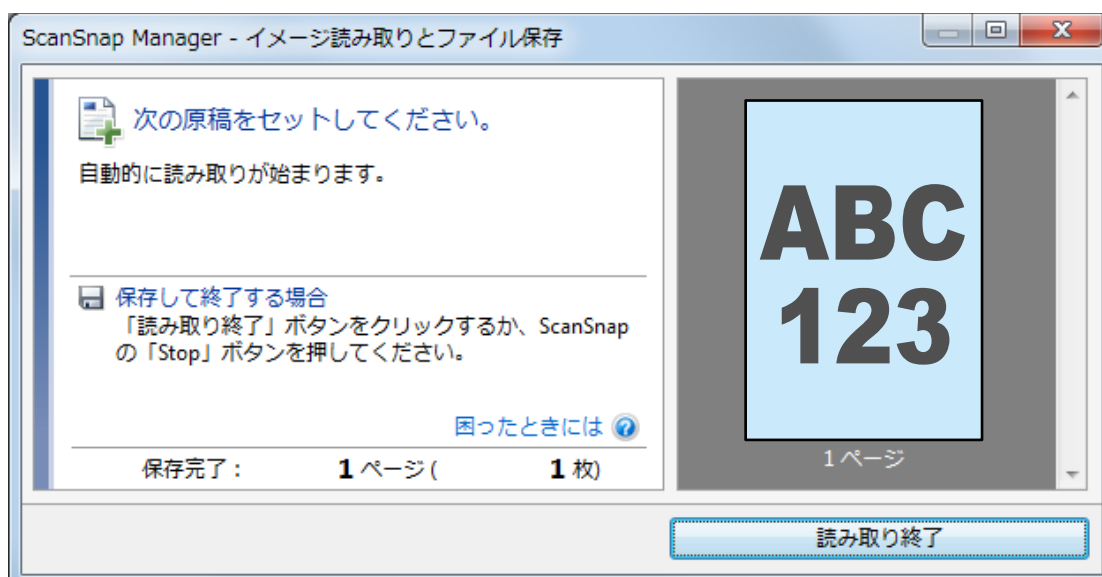 ScanSnap Manager - イメージ読み取りとファイル保存
次の原稿をセットしてください。
自動的に読み取りが始まります。
保存して終了する場合
「読み取り終了」ボタンをクリックするか、ScanSnap
の「Stop」ボタンを押してください。
困ったときには ?
保存完了： 1 ページ ( 1 枚)
ABC
123
1 ページ
読み取り終了